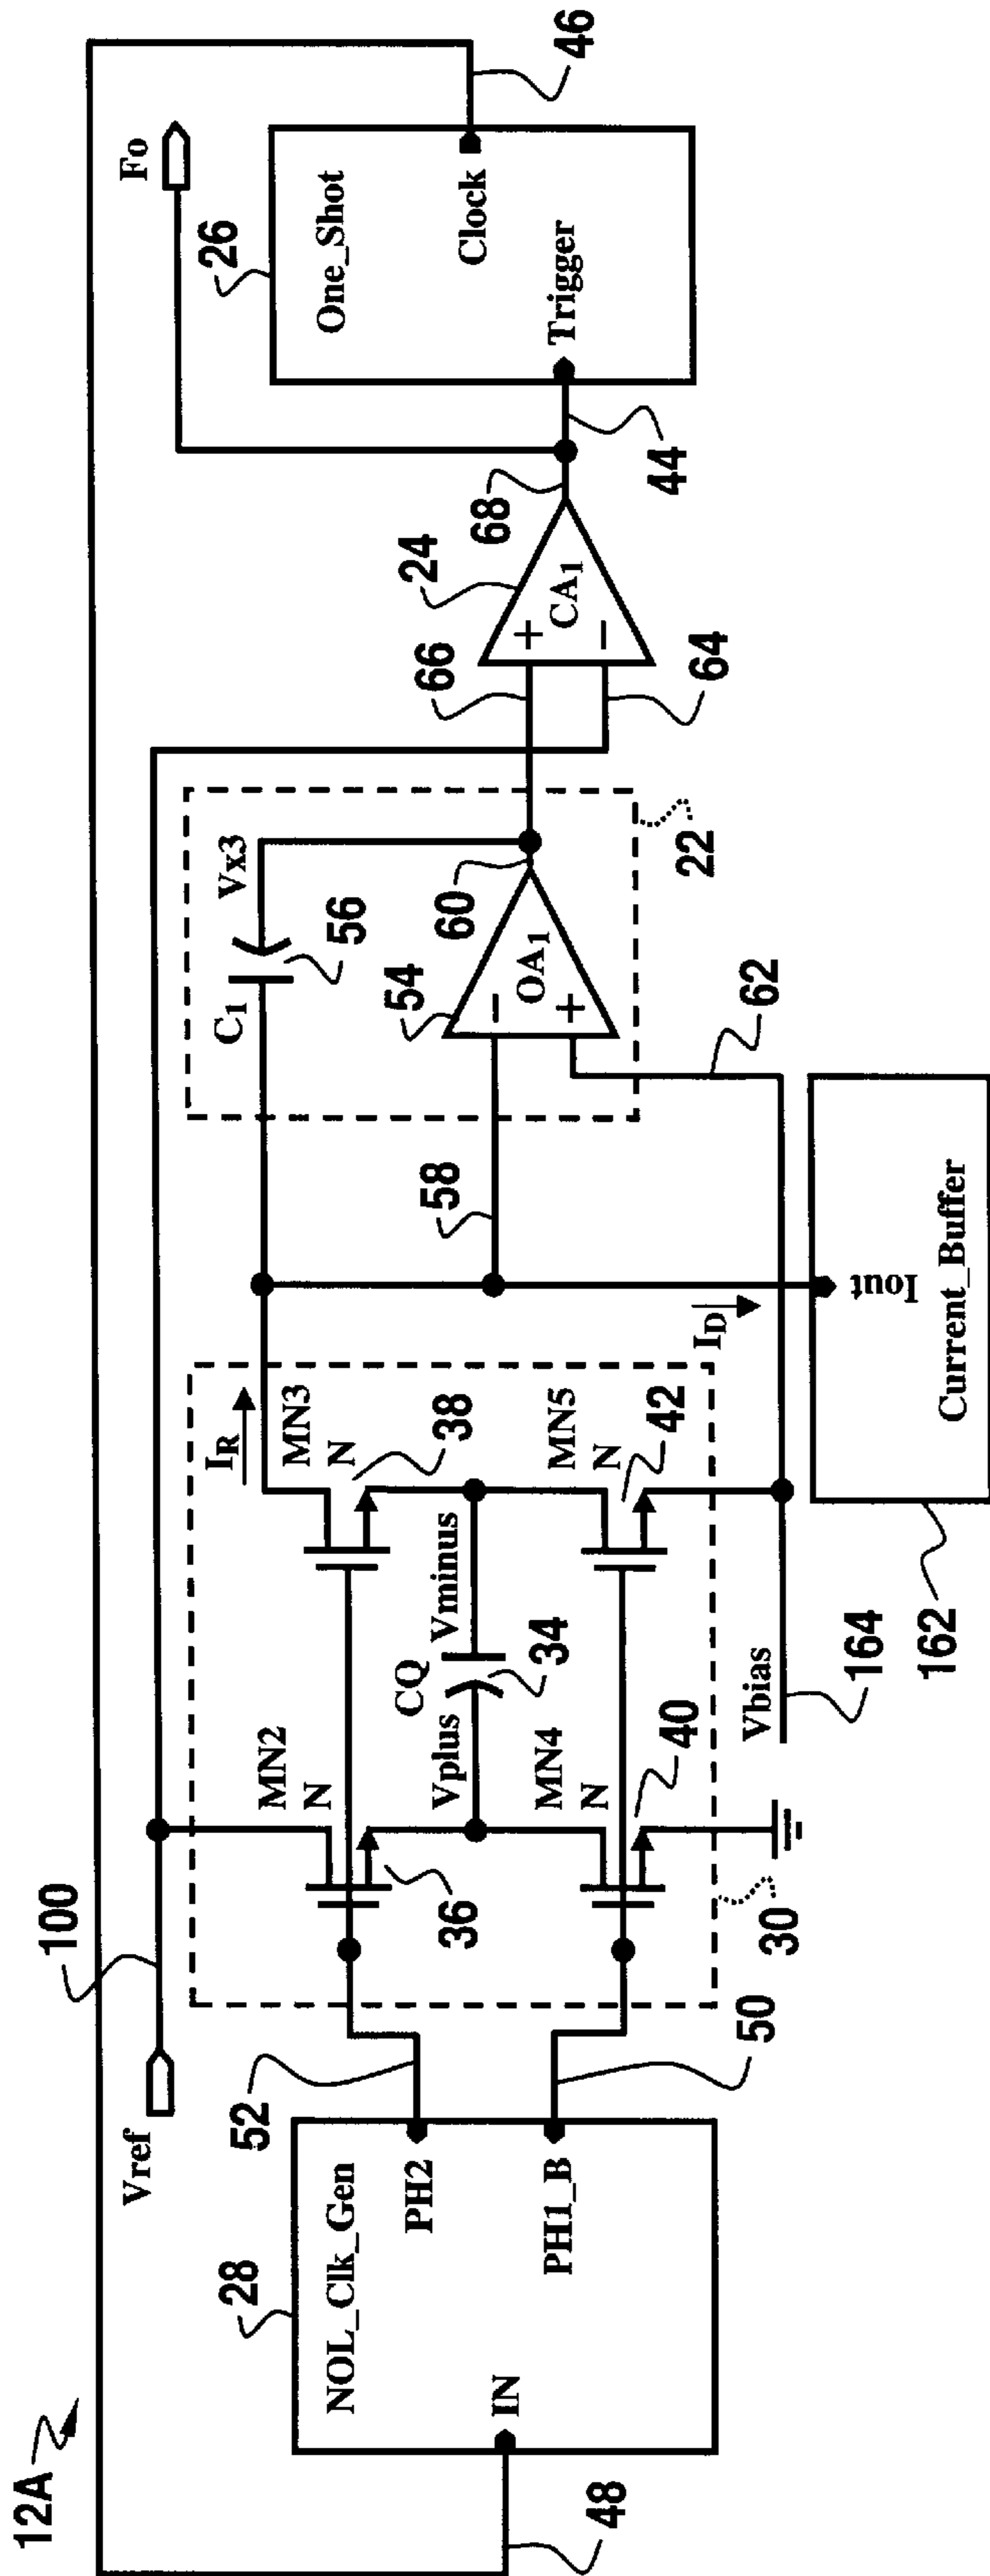 12A
Vref
100
Fo
46
26
One_Shot
Clock
Trigger
44
68
24
CA1
+
−
66
64
22
Vx3
C1
56
60
54
OA1
−
+
62
58
IR
ID
MN3
N
38
MN5
N
42
MN2
N
36
MN4
N
40
CQ
Vplus
Vminus
34
30
Vbias
164
162
Iout
Current_Buffer
52
50
28
NOL_Clk_Gen
PH2
PH1_B
IN
48